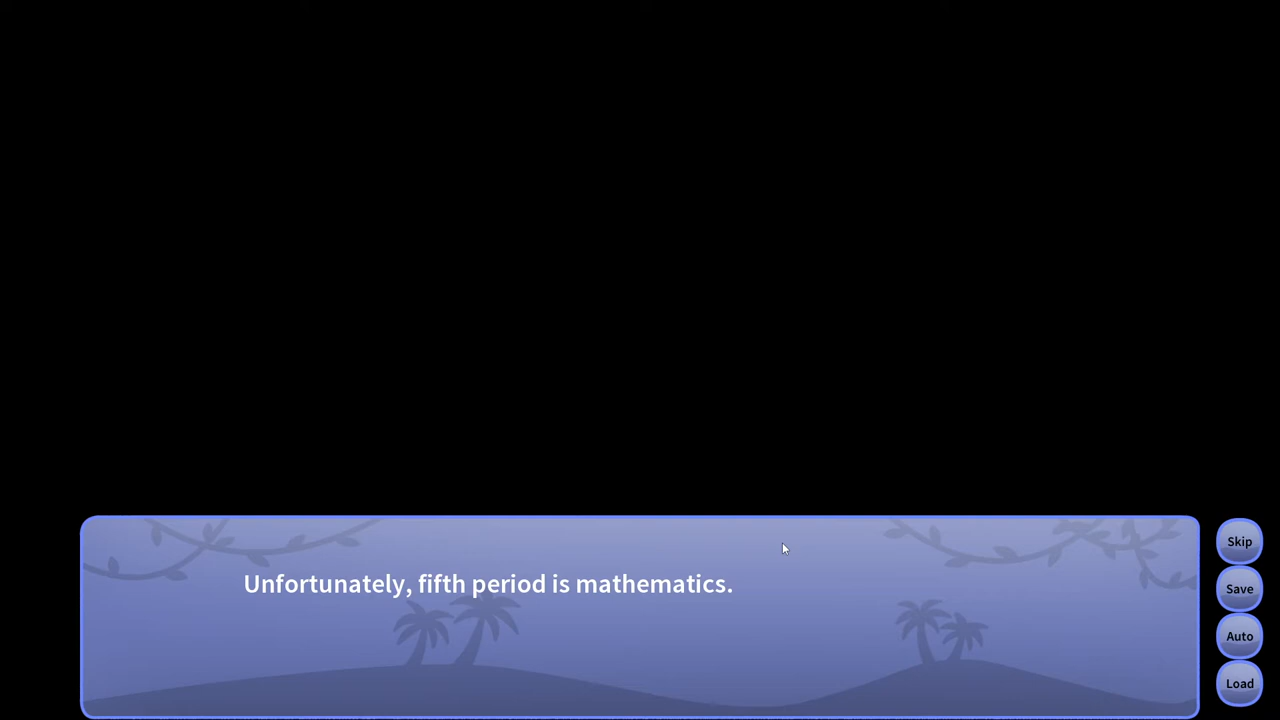 Unfortunately, fifth period is mathematics.
Skip
Save
Auto
Load